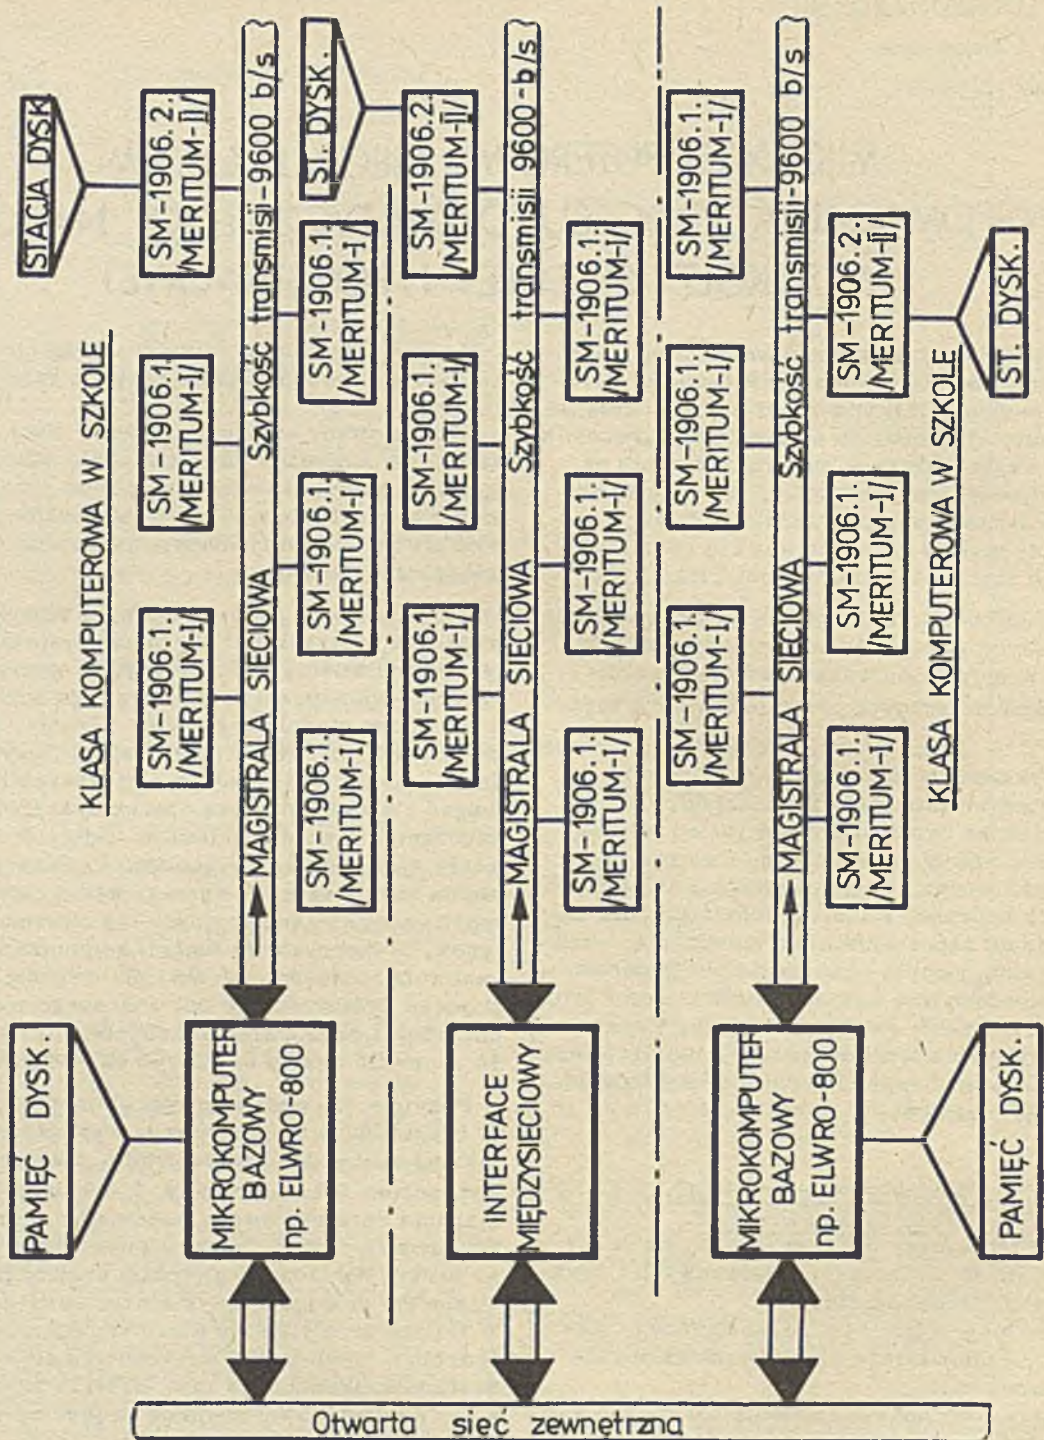 STACJA DYSK
SM-1906.2.
/MERITUM-II/
KLASA KOMPUTEROWA W SZKOLE
SM-1906.1.
/MERITUM-I/
SM-1906.1.
/MERITUM-I/
PAMIĘĆ DYSK.
MIKROKOMPUTER
BAZOWY
np. ELWRO-800
MAGISTRALA SIECIOWA Szybkość transmisji-9600 b/s
SM-1906.1.
/MERITUM-I/
SM-1906.1.
/MERITUM-I/
SM-1906.1.
/MERITUM-I/
ST. DYSK.
SM-1906.2.
/MERITUM-II/
SM-1906.1.
/MERITUM-I/
SM-1906.1
/MERITUM-I/
INTERFACE
MIĘDZYSIECIOWY
MAGISTRALA SIECIOWA Szybkość transmisji 9600-b/s
SM-1906.1.
/MERITUM-I/
SM-1906.1.
/MERITUM-I/
SM-1906.1.
/MERITUM-I/
SM-1906.1.
/MERITUM-I/
SM-1906.1.
/MERITUM-I/
SM-1906.1.
/MERITUM-I/
MIKROKOMPUTER
BAZOWY
np. ELWRO-800
MAGISTRALA SIECIOWA Szybkość transmisji-9600 b/s
SM-1906.1.
/MERITUM-I/
SM-1906.1.
/MERITUM-I/
SM-1906.2.
/MERITUM-II/
KLASA KOMPUTEROWA W SZKOLE
ST. DYSK.
PAMIĘĆ DYSK.
Otwarta sieć zewnętrzna